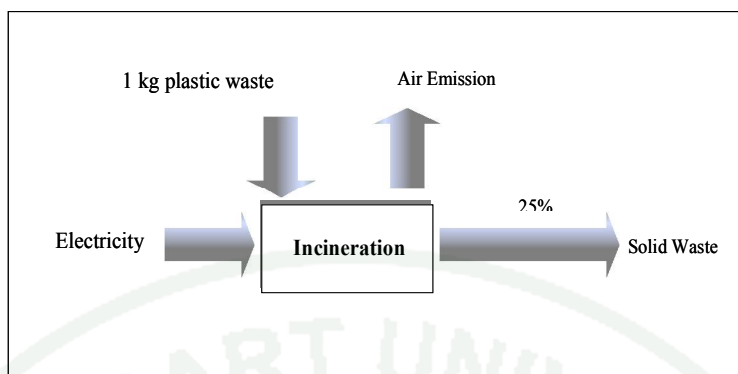 1 kg plastic waste
Air Emission
25%
Electricity
Incineration
Solid Waste